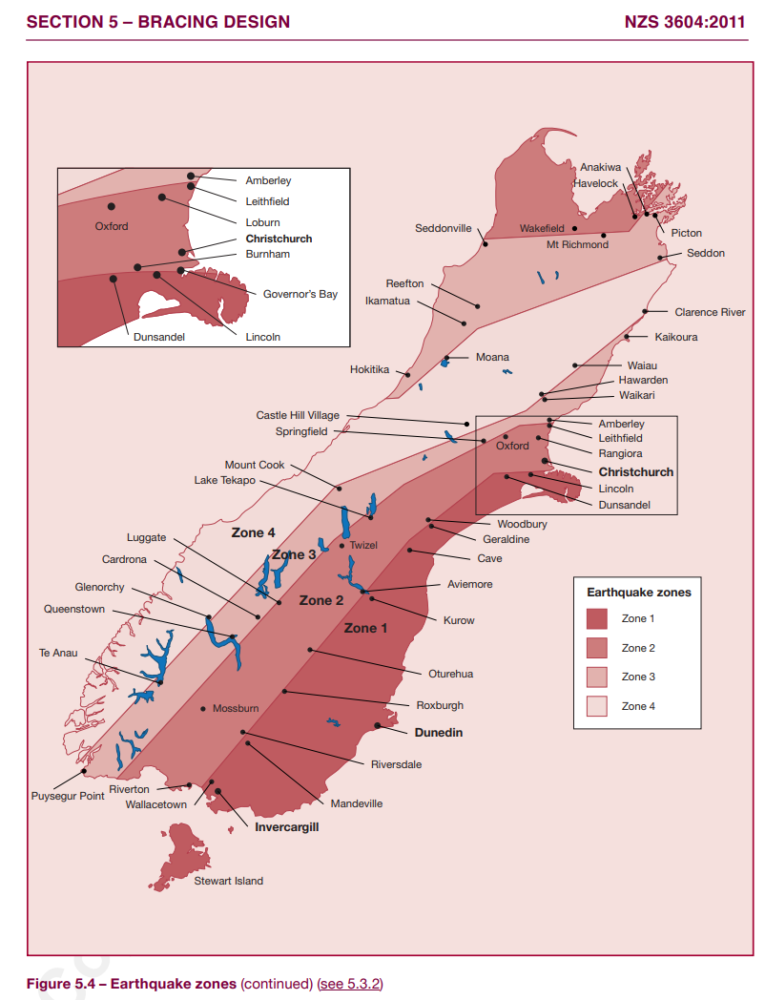 SECTION 5 – BRACING DESIGN
NZS 3604:2011
Amberley
Leithfield
Loburn
Oxford
Christchurch
Burnham
Governor's Bay
Dunsandel
Lincoln
Anakiwa
Havelock
Seddonville
Wakefield
Picton
Mt Richmond
Seddon
Reefton
Ikamatua
Clarence River
Kaikoura
Moana
Hokitika
Waiau
Hawarden
Waikari
Castle Hill Village
Springfield
Amberley
Leithfield
Oxford
Rangiora
Mount Cook
Christchurch
Lake Tekapo
Lincoln
Dunsandel
Woodbury
Zone 4
Luggate
Geraldine
Twizel
Zone 3
Cardrona
Cave
Glenorchy
Aviemore
Earthquake zones
Zone 2
Queenstown
Zone 1
Kurow
Zone 1
Zone 2
Te Anau
Oturehua
Zone 3
Mossburn
Roxburgh
Zone 4
Dunedin
Riversdale
Puysegur Point
Riverton
Wallacetown
Mandeville
Invercargill
Stewart Island
Figure 5.4 – Earthquake zones (continued) (see 5.3.2)